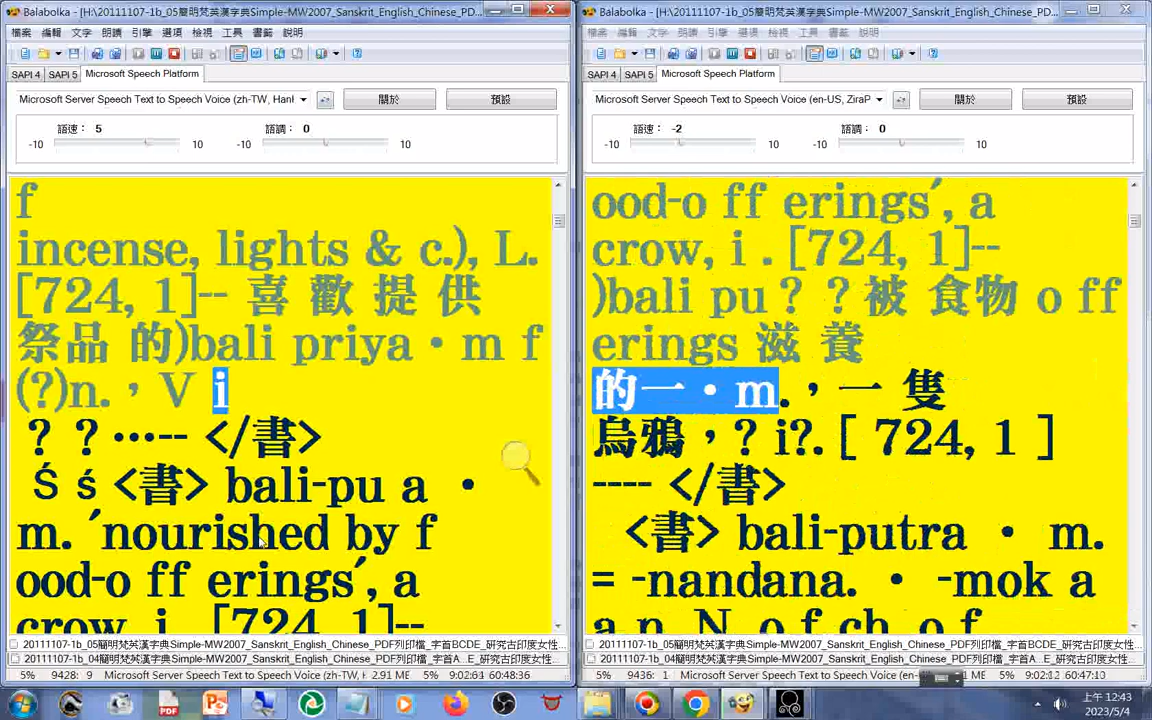 Balabolka - [H:\20111107-1b_05簡明梵英漢字典Simple-MW2007_Sanskrit_English_Chinese_PD...
檔案 編輯 文字 朗讀 引擎 選項 檢視 工具 書籤 說明
SAPI 4 SAPI 5 Microsoft Speech Platform
Microsoft Server Speech Text to Speech Voice (zh-TW, HanI 關於 預設
語速： 5 語調： 0
-10 10 -10 10
f
incense, lights & c.), L.
[724, 1]-- 喜 歡 提 供
祭品 的)bali priya・m f
(?)n.，V i
？ ？…-- </書>
Ś ś <書> bali-pu a ・
m. ´nourished by f
ood-o ff erings´, a
crow, i . [724, 1]--
20111107-1b_05簡明梵英漢字典Simple-MW2007_Sanskrit_English_Chinese_PDF列印檔_字首BCDE_研究古印度女性...
20111107-1b_04簡明梵英漢字典Simple-MW2007_Sanskrit_English_Chinese_PDF列印檔_字首A...E_研究古印度女性...
5% 9428: 9 Microsoft Server Speech Text to Speech Voice (zh-TW, H 2.91 M 5% 9:02:61 60:48:36
Balabolka - [H:\20111107-1b_05簡明梵英漢字典Simple-MW2007_Sanskrit_English_Chinese_PD...
檔案 編輯 文字 朗讀 引擎 選項 檢視 工具 書籤 說明
SAPI 4 SAPI 5 Microsoft Speech Platform
Microsoft Server Speech Text to Speech Voice (en-US, ZiraP 關於 預設
語速： -2 語調： 0
-10 10 -10 10
ood-o ff erings´, a
crow, i . [724, 1]--
)bali pu？ ？被 食物 o ff
erings 滋 養
的一・m.，一 隻
烏鴉，? i?. [ 724, 1 ]
---- </書>
<書> bali-putra ・ m.
= -nandana. ・ -mok a
a n. N. o f ch. o f
20111107-1b_05簡明梵英漢字典Simple-MW2007_Sanskrit_English_Chinese_PDF列印檔_字首BCDE_研究古印度女性...
20111107-1b_04簡明梵英漢字典Simple-MW2007_Sanskrit_English_Chinese_PDF列印檔_字首A...E_研究古印度女性...
5% 9436: 1 Microsoft Server Speech Text to ME 5% 9:02:12 60:47:10
上午 12:43
2023/5/4